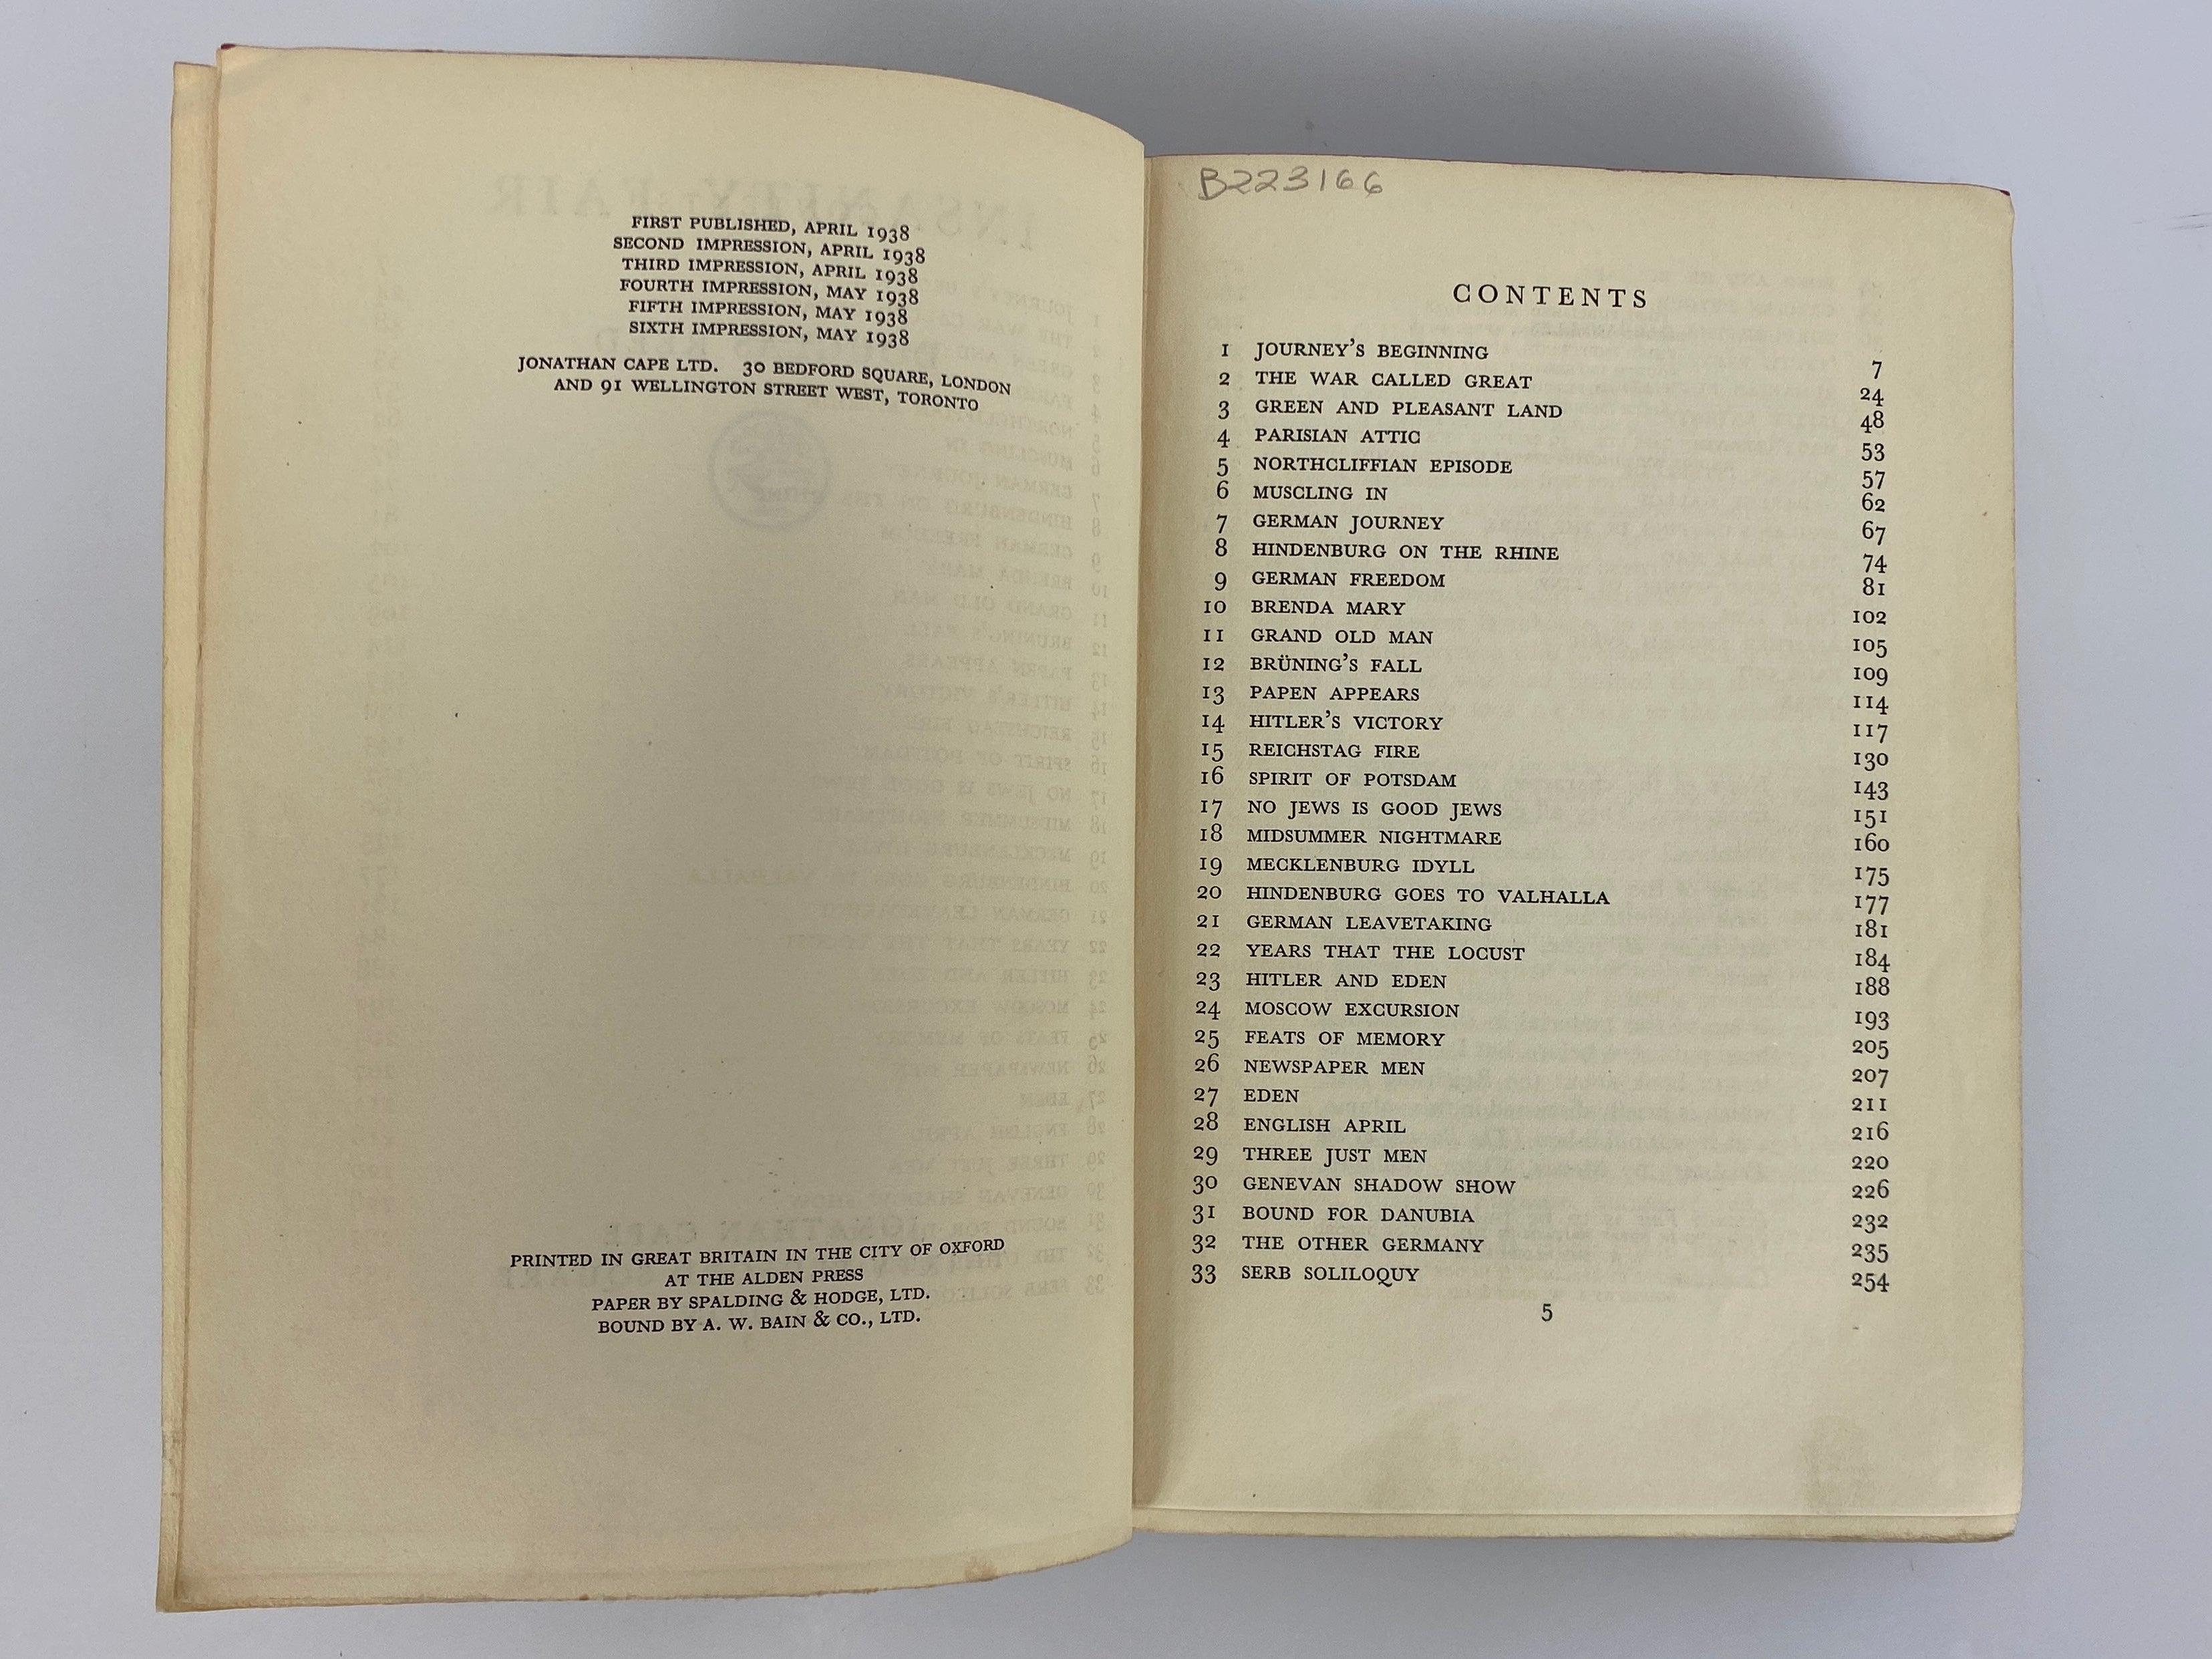 FIRST PUBLISHED, APRIL 1938
SECOND IMPRESSION, APRIL 1938
THIRD IMPRESSION, APRIL 1938
FOURTH IMPRESSION, MAY 1938
FIFTH IMPRESSION, MAY 1938
SIXTH IMPRESSION, MAY 1938
JONATHAN CAPE LTD. 30 BEDFORD SQUARE, LONDON
AND 91 WELLINGTON STREET WEST, TORONTO
PRINTED IN GREAT BRITAIN IN THE CITY OF OXFORD
AT THE ALDEN PRESS
PAPER BY SPALDING & HODGE, LTD.
BOUND BY A. W. BAIN & CO., LTD.
B223166
CONTENTS
1 JOURNEY'S BEGINNING 7
2 THE WAR CALLED GREAT 24
3 GREEN AND PLEASANT LAND 48
4 PARISIAN ATTIC 53
5 NORTHCLIFFIAN EPISODE 57
6 MUSCLING IN 62
7 GERMAN JOURNEY 67
8 HINDENBURG ON THE RHINE 74
9 GERMAN FREEDOM 81
10 BRENDA MARY 102
11 GRAND OLD MAN 105
12 BRÜNING'S FALL 109
13 PAPEN APPEARS 114
14 HITLER'S VICTORY 117
15 REICHSTAG FIRE 130
16 SPIRIT OF POTSDAM 143
17 NO JEWS IS GOOD JEWS 151
18 MIDSUMMER NIGHTMARE 160
19 MECKLENBURG IDYLL 175
20 HINDENBURG GOES TO VALHALLA 177
21 GERMAN LEAVETAKING 181
22 YEARS THAT THE LOCUST 184
23 HITLER AND EDEN 188
24 MOSCOW EXCURSION 193
25 FEATS OF MEMORY 205
26 NEWSPAPER MEN 207
27 EDEN 211
28 ENGLISH APRIL 216
29 THREE JUST MEN 220
30 GENEVAN SHADOW SHOW 226
31 BOUND FOR DANUBIA 232
32 THE OTHER GERMANY 235
33 SERB SOLILOQUY 254
5